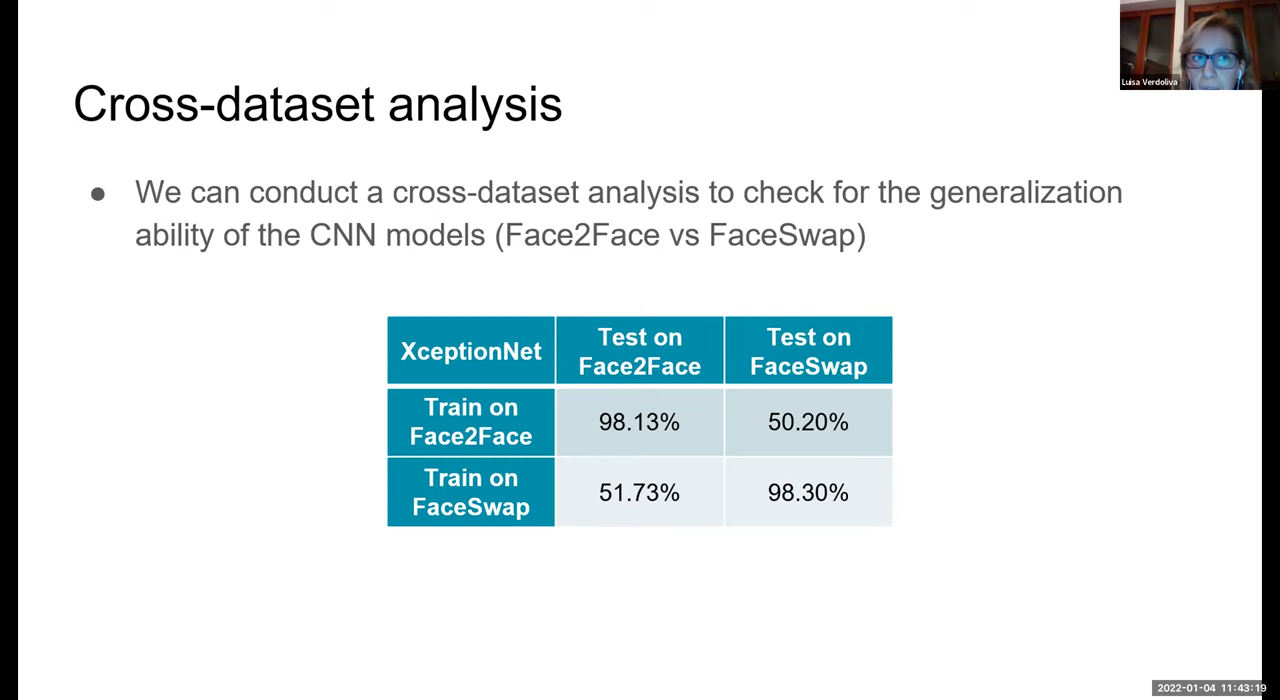 Luisa Verdoliva
Cross-dataset analysis
● We can conduct a cross-dataset analysis to check for the generalization
ability of the CNN models (Face2Face vs FaceSwap)
XceptionNet
Test on
Face2Face
Test on
FaceSwap
Train on
Face2Face
98.13%
50.20%
Train on
FaceSwap
51.73%
98.30%
2022-01-04 11:43:19